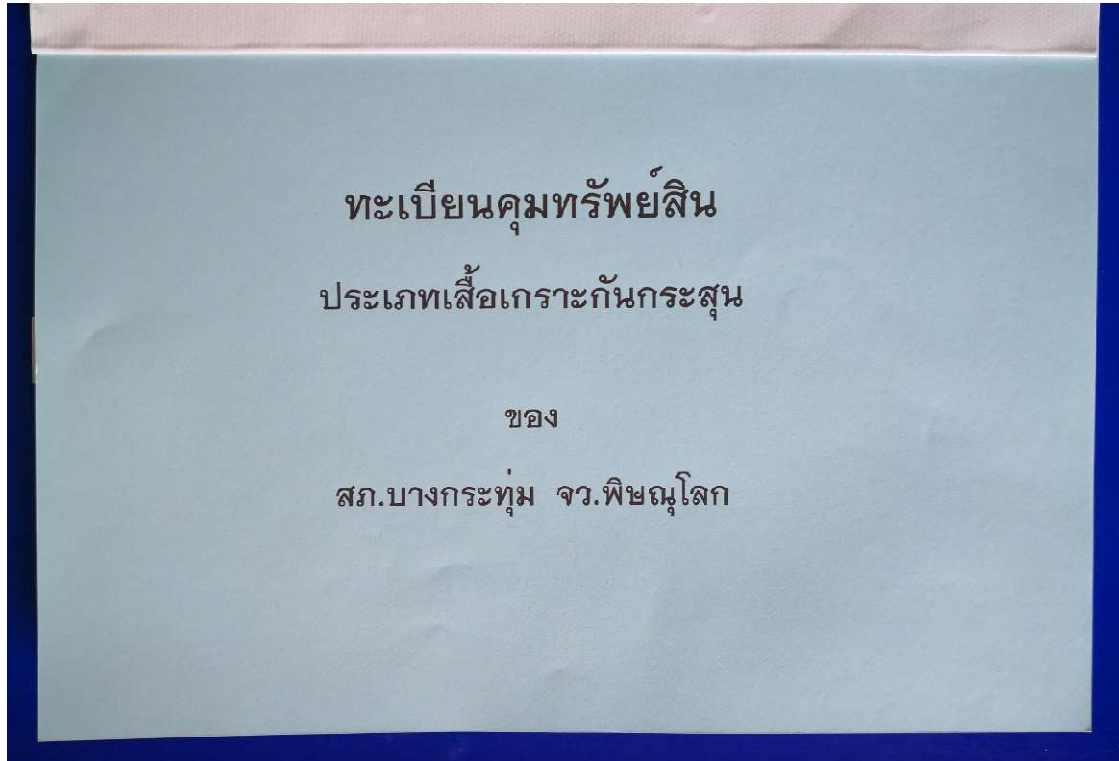 ทะเบียนคุมทรัพย์สิน
ประเภทเสื้อเกราะกันกระสุน
ของ
สภ.บางกระทุ่ม จว.พิษณุโลก